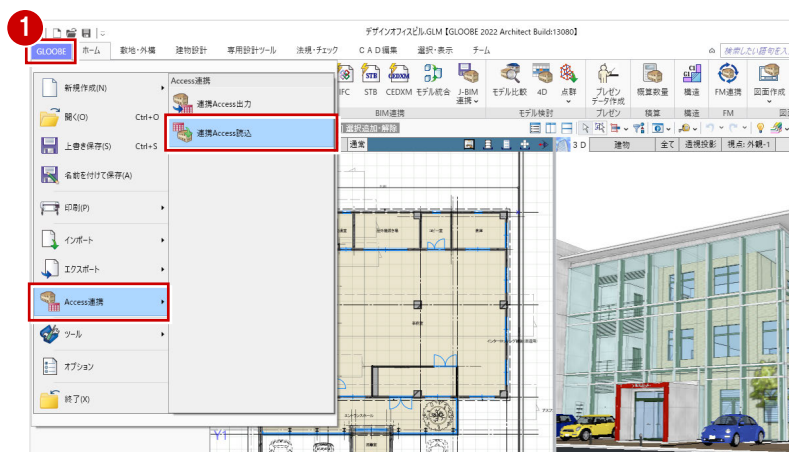 1
デザインオフィスビル.GLM【GLOOBE 2022 Architect Build:13080】
GLOOBE ホーム 敷地・外構 建物設計 専用設計ツール 法規・チェック CAD編集 選択・表示 チーム
検索したい語句を入
IFC STB CEDXM モデル統合 J-BIM連携 モデル比較 4D 点群 プレゼンデータ作成 概算数量 構造 FM連携 図面作成
BIM連携 モデル検討 プレゼン 積算 構造 FM
選択追加・解除
通常
3D 建物 全て 透視投影 視点:外観-1
新規作成(N)
開く(O) Ctrl+O
上書き保存(S) Ctrl+S
名前を付けて保存(A)
印刷(P)
インポート
エクスポート
Access連携
ツール
オプション
終了(X)
Access連携
連携Access出力
連携Access読込
Y1